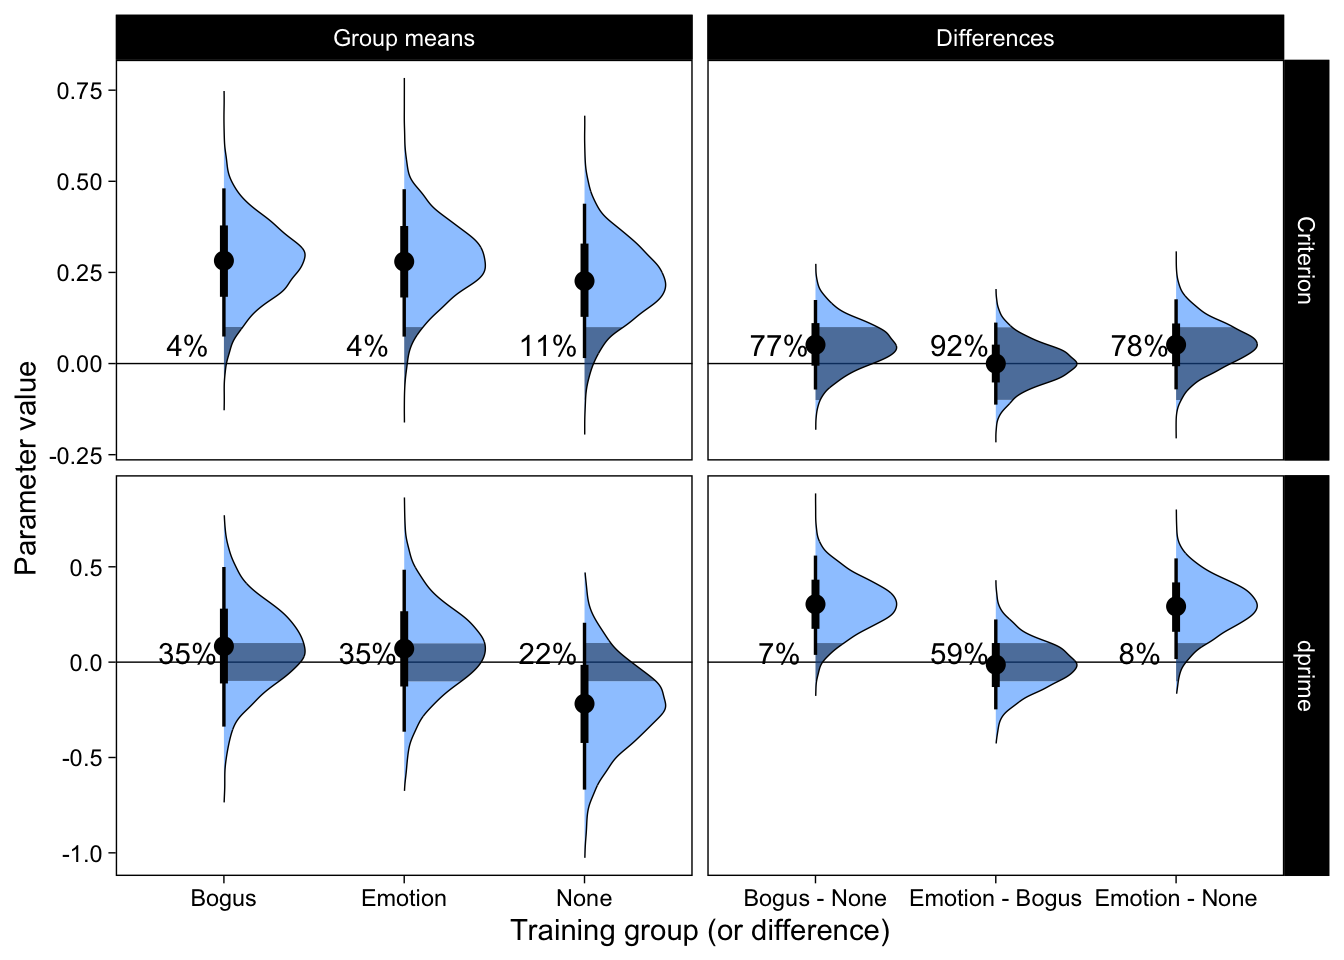 Group means
Differences
Parameter value
0.75
0.50
0.25
0.00
-0.25
4%
4%
11%
77%
92%
78%
Criterion
0.5
0.0
-0.5
-1.0
35%
35%
22%
7%
59%
8%
dprime
Bogus
Emotion
None
Bogus - None
Emotion - Bogus
Emotion - None
Training group (or difference)